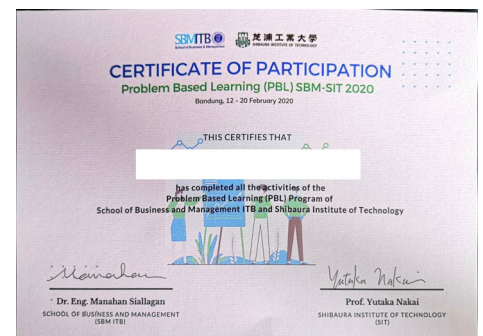 SBM ITB
School of Business & Management
芝浦工業大学
SHIBAURA INSTITUTE OF TECHNOLOGY
CERTIFICATE OF PARTICIPATION
Problem Based Learning (PBL) SBM-SIT 2020
Bandung, 12 - 20 February 2020
THIS CERTIFIES THAT
has completed all the activities of the
Problem Based Learning (PBL) Program of
School of Business and Management ITB and Shibaura Institute of Technology
Manahan
Yutaka Nakai
Dr. Eng. Manahan Siallagan
SCHOOL OF BUSINESS AND MANAGEMENT
(SBM ITB)
Prof. Yutaka Nakai
SHIBAURA INSTITUTE OF TECHNOLOGY
(SIT)